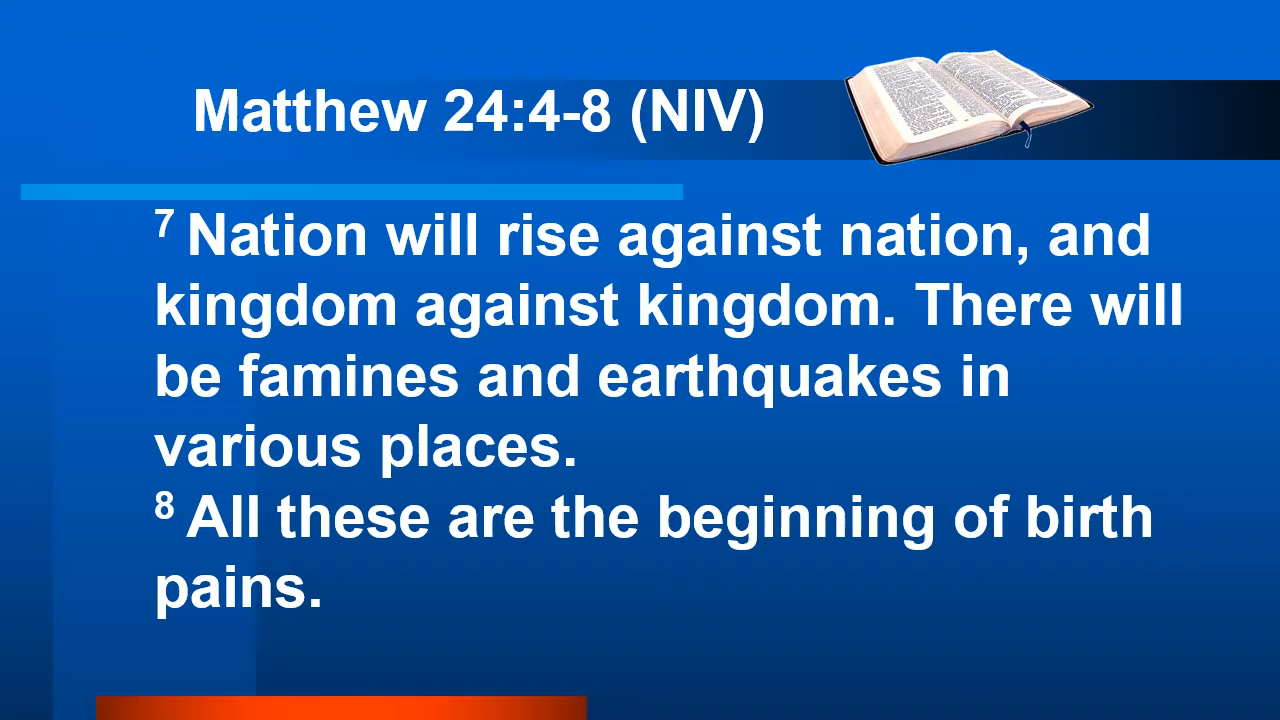 Matthew 24:4-8 (NIV)
7 Nation will rise against nation, and
kingdom against kingdom. There will
be famines and earthquakes in
various places.
8 All these are the beginning of birth
pains.